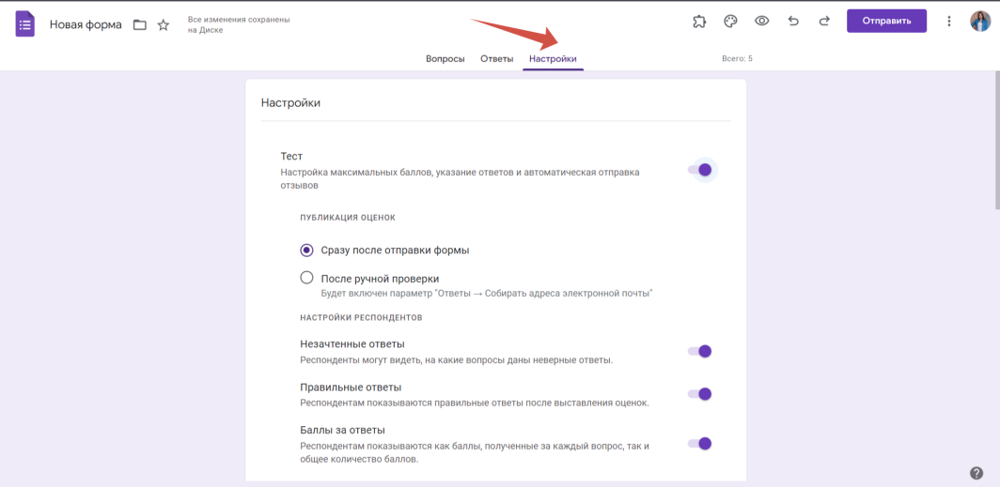 Новая форма
Все изменения сохранены
на Диске
Отправить
Вопросы
Ответы
Настройки
Всего: 5
Настройки
Тест
Настройка максимальных баллов, указание ответов и автоматическая отправка
отзывов
ПУБЛИКАЦИЯ ОЦЕНОК
Сразу после отправки формы
После ручной проверки
Будет включен параметр "Ответы → Собирать адреса электронной почты"
НАСТРОЙКИ РЕСПОНДЕНТОВ
Незачтенные ответы
Респонденты могут видеть, на какие вопросы даны неверные ответы.
Правильные ответы
Респондентам показываются правильные ответы после выставления оценок.
Баллы за ответы
Респондентам показываются как баллы, полученные за каждый вопрос, так и
общее количество баллов.